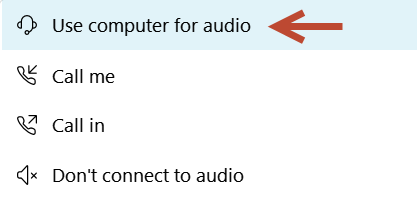 Use computer for audio
Call me
Call in
Don't connect to audio